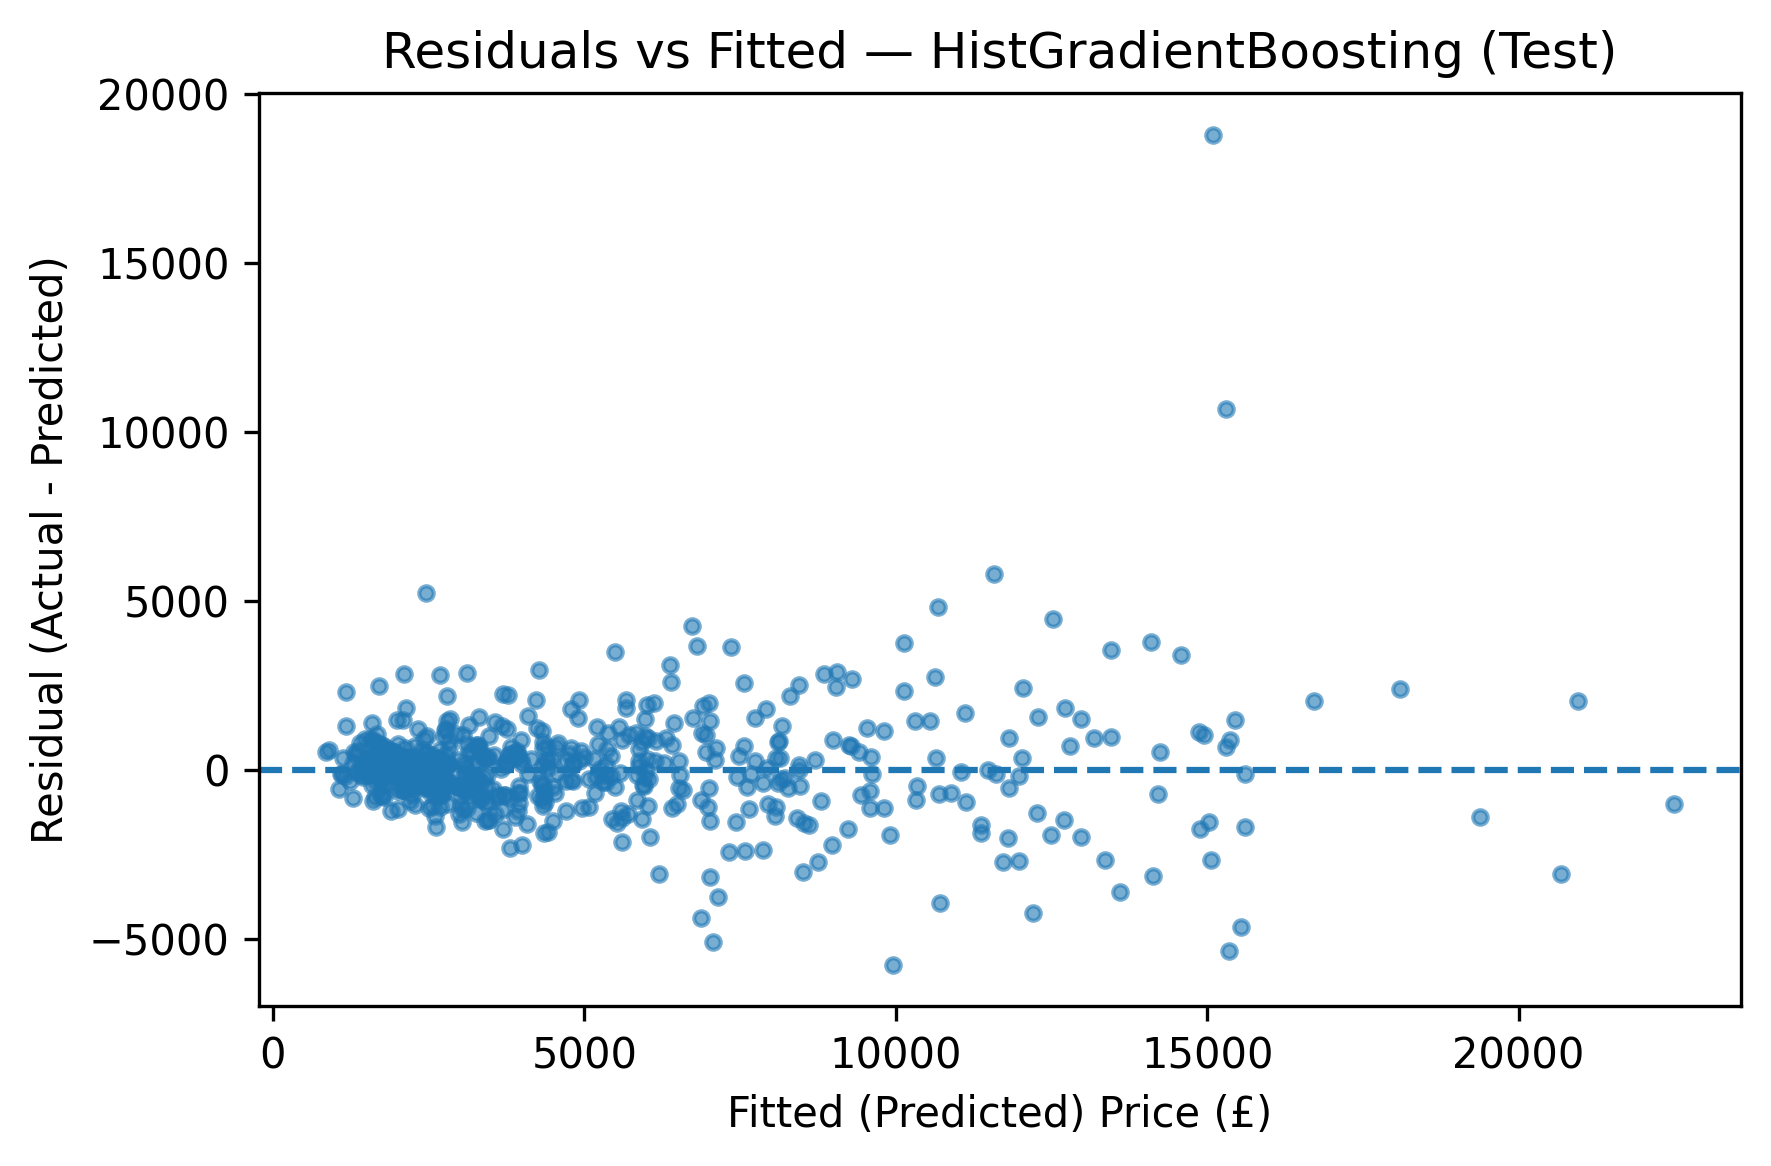 Residuals vs Fitted — HistGradientBoosting (Test)
20000
15000
10000
5000
0
−5000
Residual (Actual - Predicted)
0 5000 10000 15000 20000
Fitted (Predicted) Price (£)